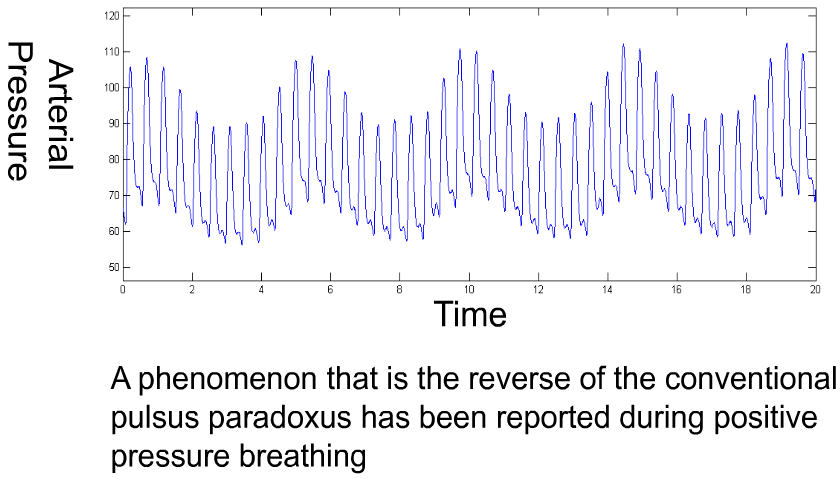 120
110
100
90
80
70
60
50
0 2 4 6 8 10 12 14 16 18 20
Arterial
Pressure
Time
A phenomenon that is the reverse of the conventional
pulsus paradoxus has been reported during positive
pressure breathing